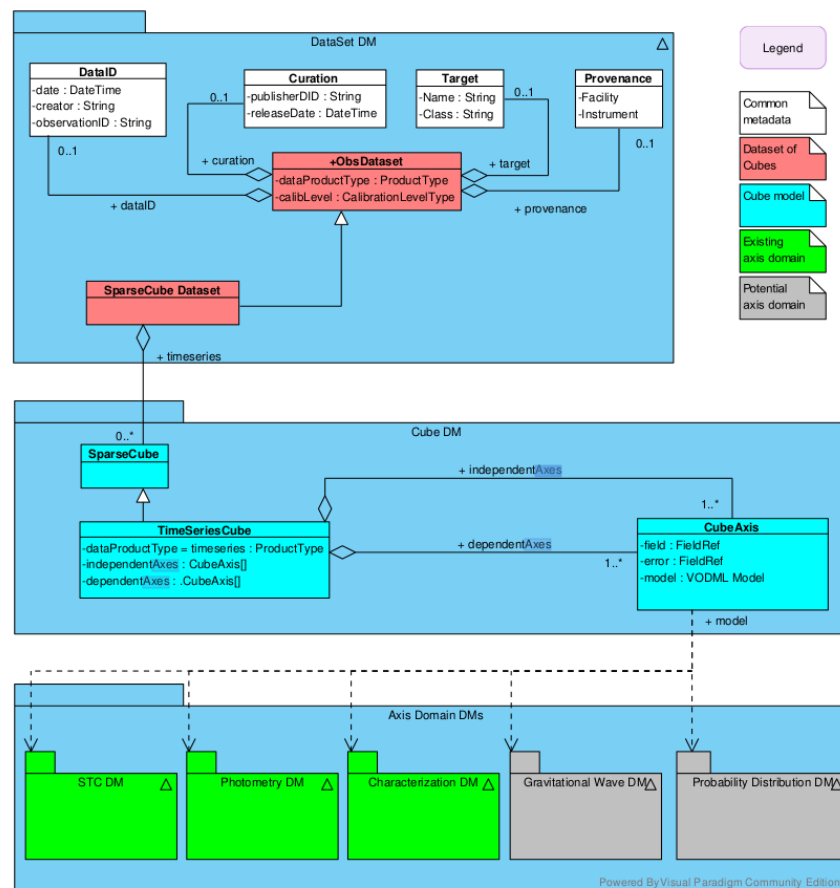 DataSet DM
DataID
-date : DateTime
-creator : String
-observationID : String
0..1
Curation
-publisherDID : String
-releaseDate : DateTime
0..1
Target
-Name : String
-Class : String
0..1
Provenance
-Facility
-Instrument
0..1
+ curation
+ target
+ dataID
+ provenance
+ObsDataset
-dataProductType : ProductType
-calibLevel : CalibrationLevelType
SparseCube Dataset
+ timeseries
Legend
Common
metadata
Dataset of
Cubes
Cube model
Existing
axis domain
Potential
axis domain
Cube DM
0..*
SparseCube
+ independentAxes
1..*
TimeSeriesCube
-dataProductType = timeseries : ProductType
-independentAxes : CubeAxis[]
-dependentAxes : .CubeAxis[]
+ dependentAxes
1..*
CubeAxis
-field : FieldRef
-error : FieldRef
-model : VODML Model
+ model
Axis Domain DMs
STC DM
Photometry DM
Characterization DM
Gravitational Wave DM
Probability Distribution DM
Powered By Visual Paradigm Community Edition